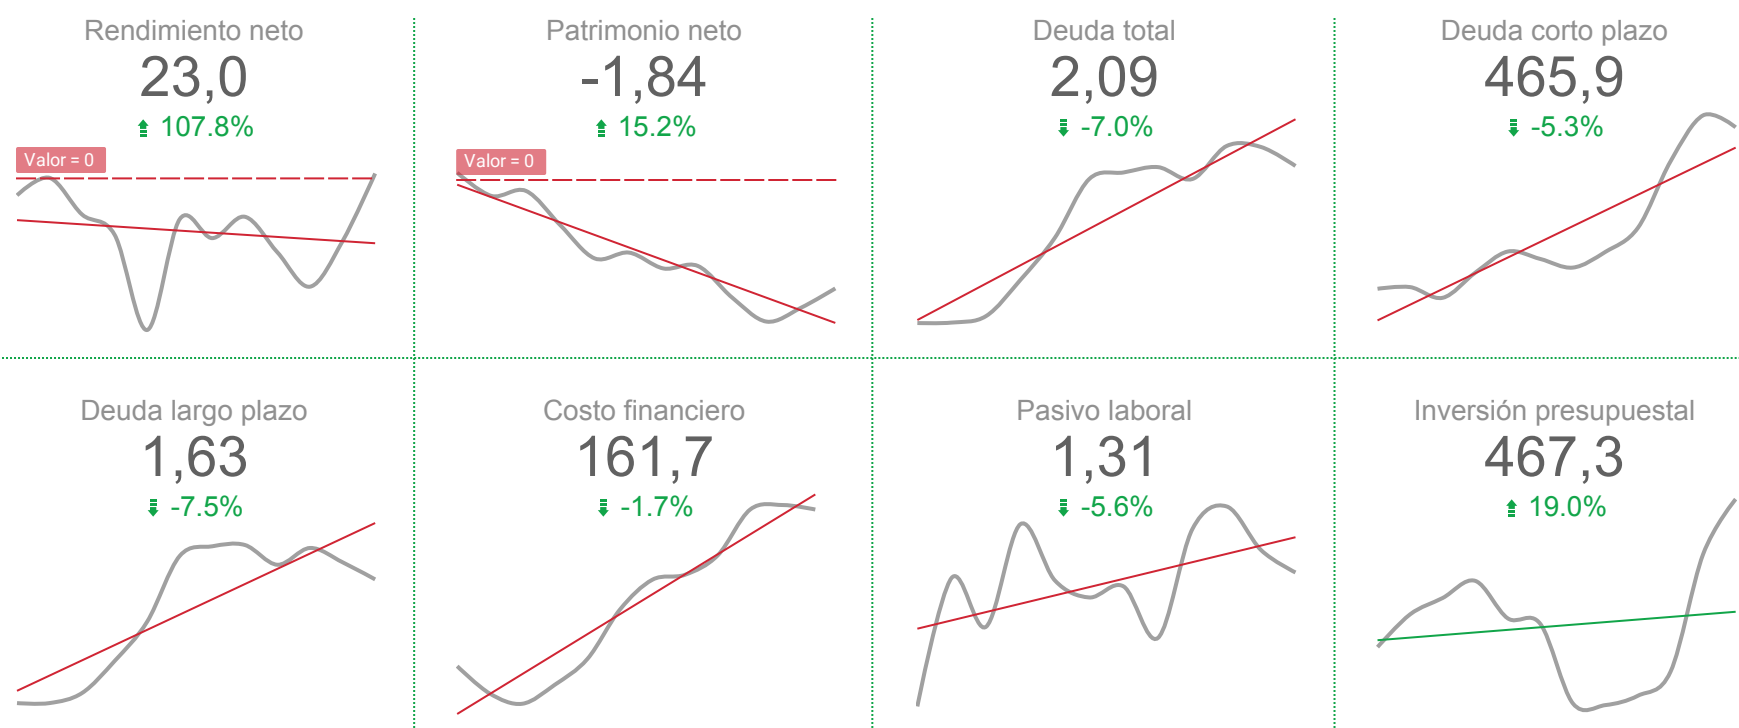 Rendimiento neto
23,0
107.8%
Valor = 0
Patrimonio neto
-1,84
15.2%
Valor = 0
Deuda total
2,09
-7.0%
Deuda corto plazo
465,9
-5.3%
Deuda largo plazo
1,63
-7.5%
Costo financiero
161,7
-1.7%
Pasivo laboral
1,31
-5.6%
Inversión presupuestal
467,3
19.0%